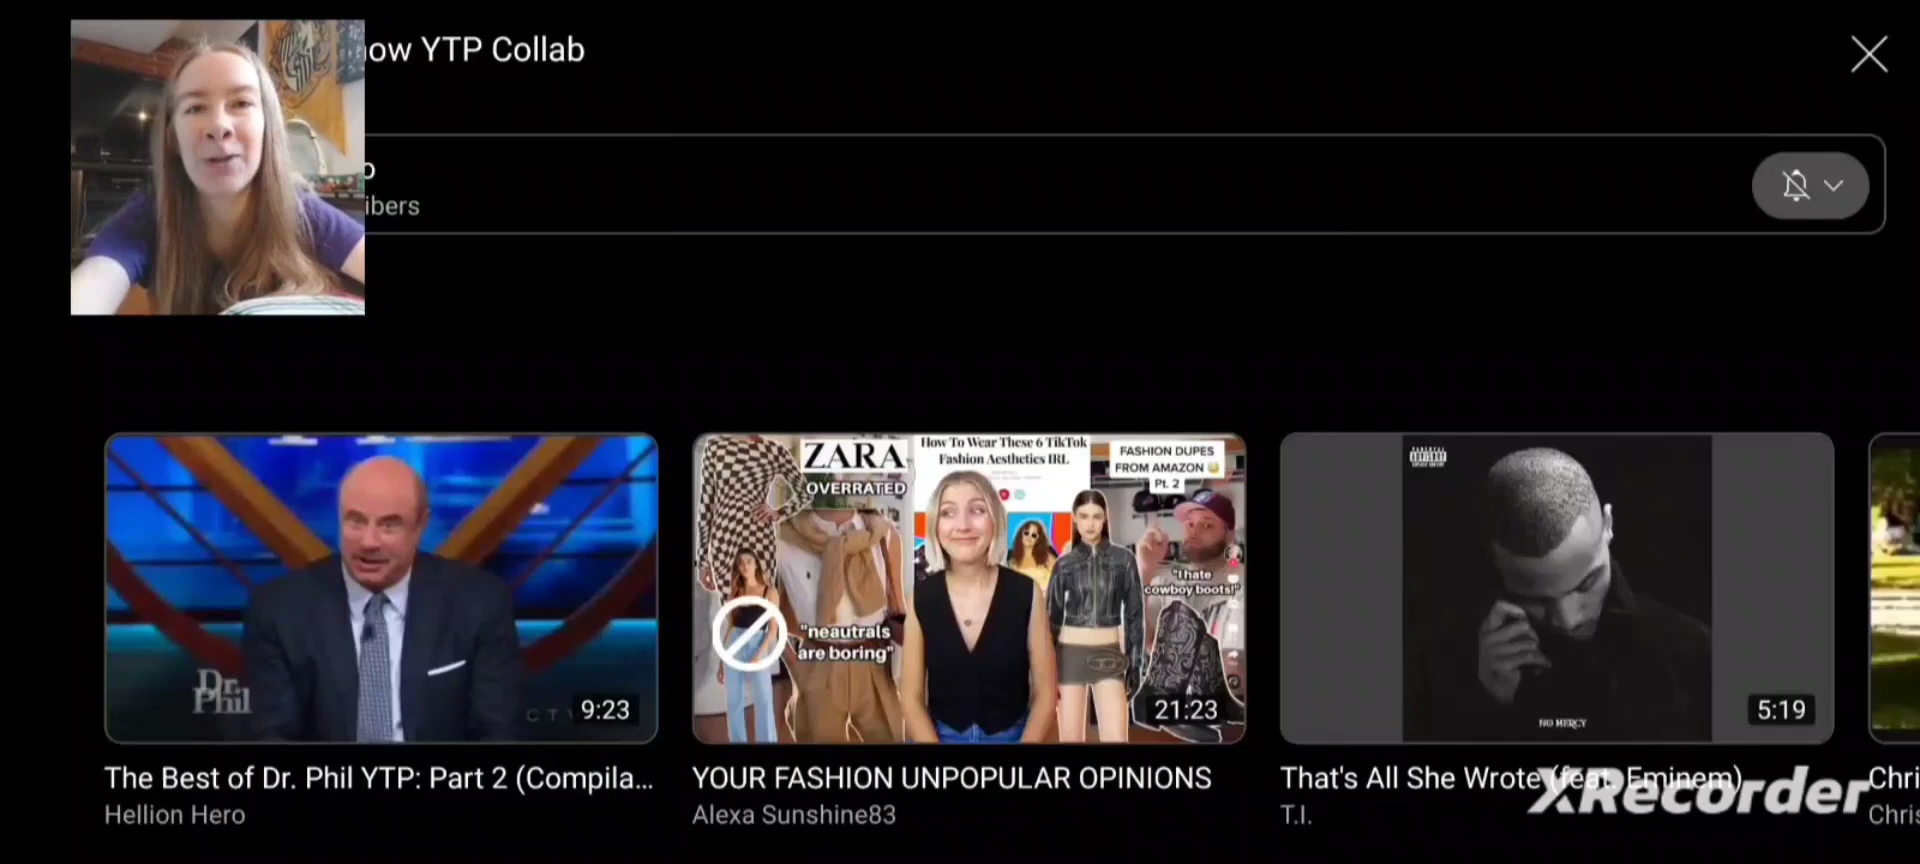 ow YTP Collab
ibers
ZARA
OVERRATED
How To Wear These 6 TikTok
Fashion Aesthetics IRL
FASHION DUPES
FROM AMAZON
Pt. 2
"I hate
cowboy boots!"
"neautrals
are boring"
Dr.
Phil
CTV
9:23
21:23
NO MERCY
5:19
The Best of Dr. Phil YTP: Part 2 (Compila...
Hellion Hero
YOUR FASHION UNPOPULAR OPINIONS
Alexa Sunshine83
That's All She Wrote (feat. Eminem)
T.I.
XRecorder
Chri
Chris